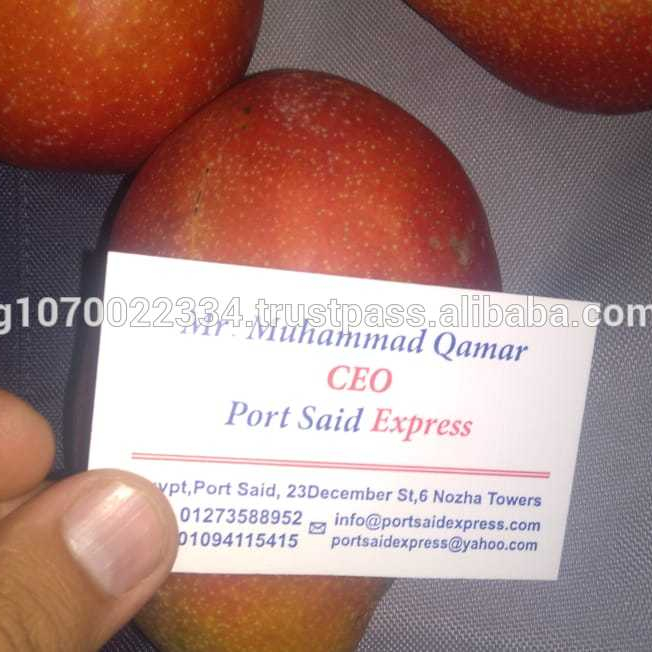 g1070022334.trustpass.alibaba.com
Mr: Muhammad Qamar
CEO
Port Said Express
ypt,Port Said, 23December St,6 Nozha Towers
01273588952 info@portsaidexpress.com
01094115415 portsaidexpress@yahoo.com